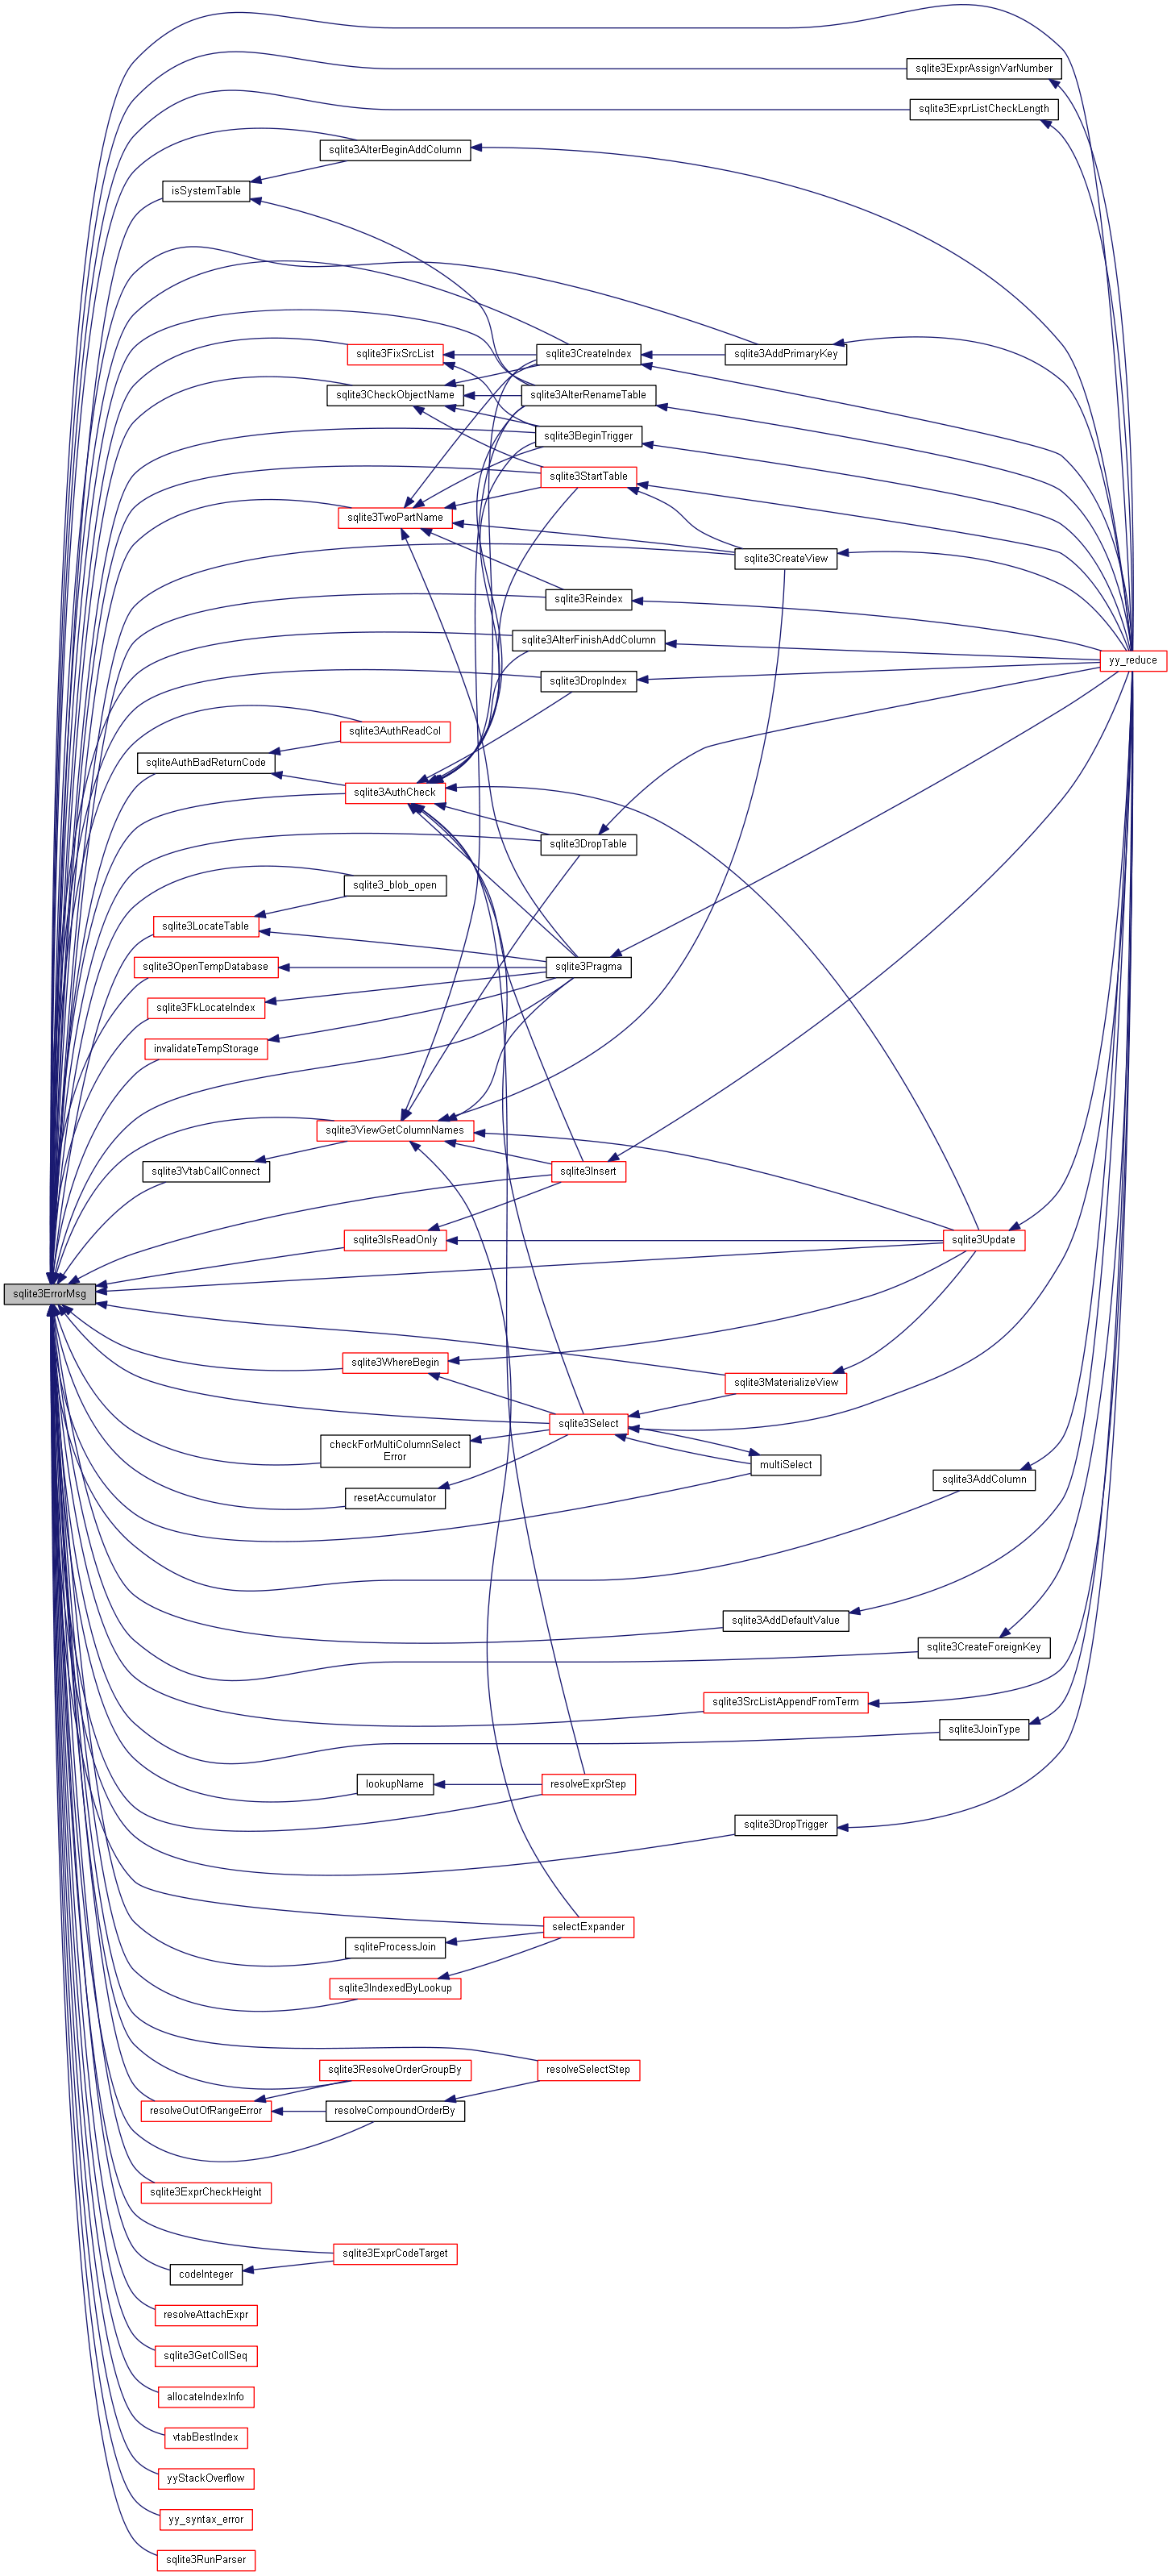 sqlite3ExprAssignVarNumber
sqlite3ExprListCheckLength
sqlite3AlterBeginAddColumn
isSystemTable
sqlite3FixSrcList
sqlite3CreateIndex
sqlite3AddPrimaryKey
sqlite3CheckObjectName
sqlite3AlterRenameTable
sqlite3BeginTrigger
sqlite3StartTable
sqlite3TwoPartName
sqlite3CreateView
sqlite3Reindex
sqlite3AlterFinishAddColumn
yy_reduce
sqlite3DropIndex
sqlite3AuthReadCol
sqliteAuthBadReturnCode
sqlite3AuthCheck
sqlite3DropTable
sqlite3_blob_open
sqlite3LocateTable
sqlite3OpenTempDatabase
sqlite3Pragma
sqlite3FkLocateIndex
invalidateTempStorage
sqlite3ViewGetColumnNames
sqlite3VtabCallConnect
sqlite3Insert
sqlite3IsReadOnly
sqlite3Update
sqlite3ErrorMsg
sqlite3WhereBegin
sqlite3MaterializeView
sqlite3Select
checkForMultiColumnSelect
Error
multiSelect
sqlite3AddColumn
resetAccumulator
sqlite3AddDefaultValue
sqlite3CreateForeignKey
sqlite3SrcListAppendFromTerm
sqlite3JoinType
lookupName
resolveExprStep
sqlite3DropTrigger
selectExpander
sqliteProcessJoin
sqlite3IndexedByLookup
sqlite3ResolveOrderGroupBy
resolveSelectStep
resolveOutOfRangeError
resolveCompoundOrderBy
sqlite3ExprCheckHeight
sqlite3ExprCodeTarget
codeInteger
resolveAttachExpr
sqlite3GetCollSeq
allocateIndexInfo
vtabBestIndex
yyStackOverflow
yy_syntax_error
sqlite3RunParser